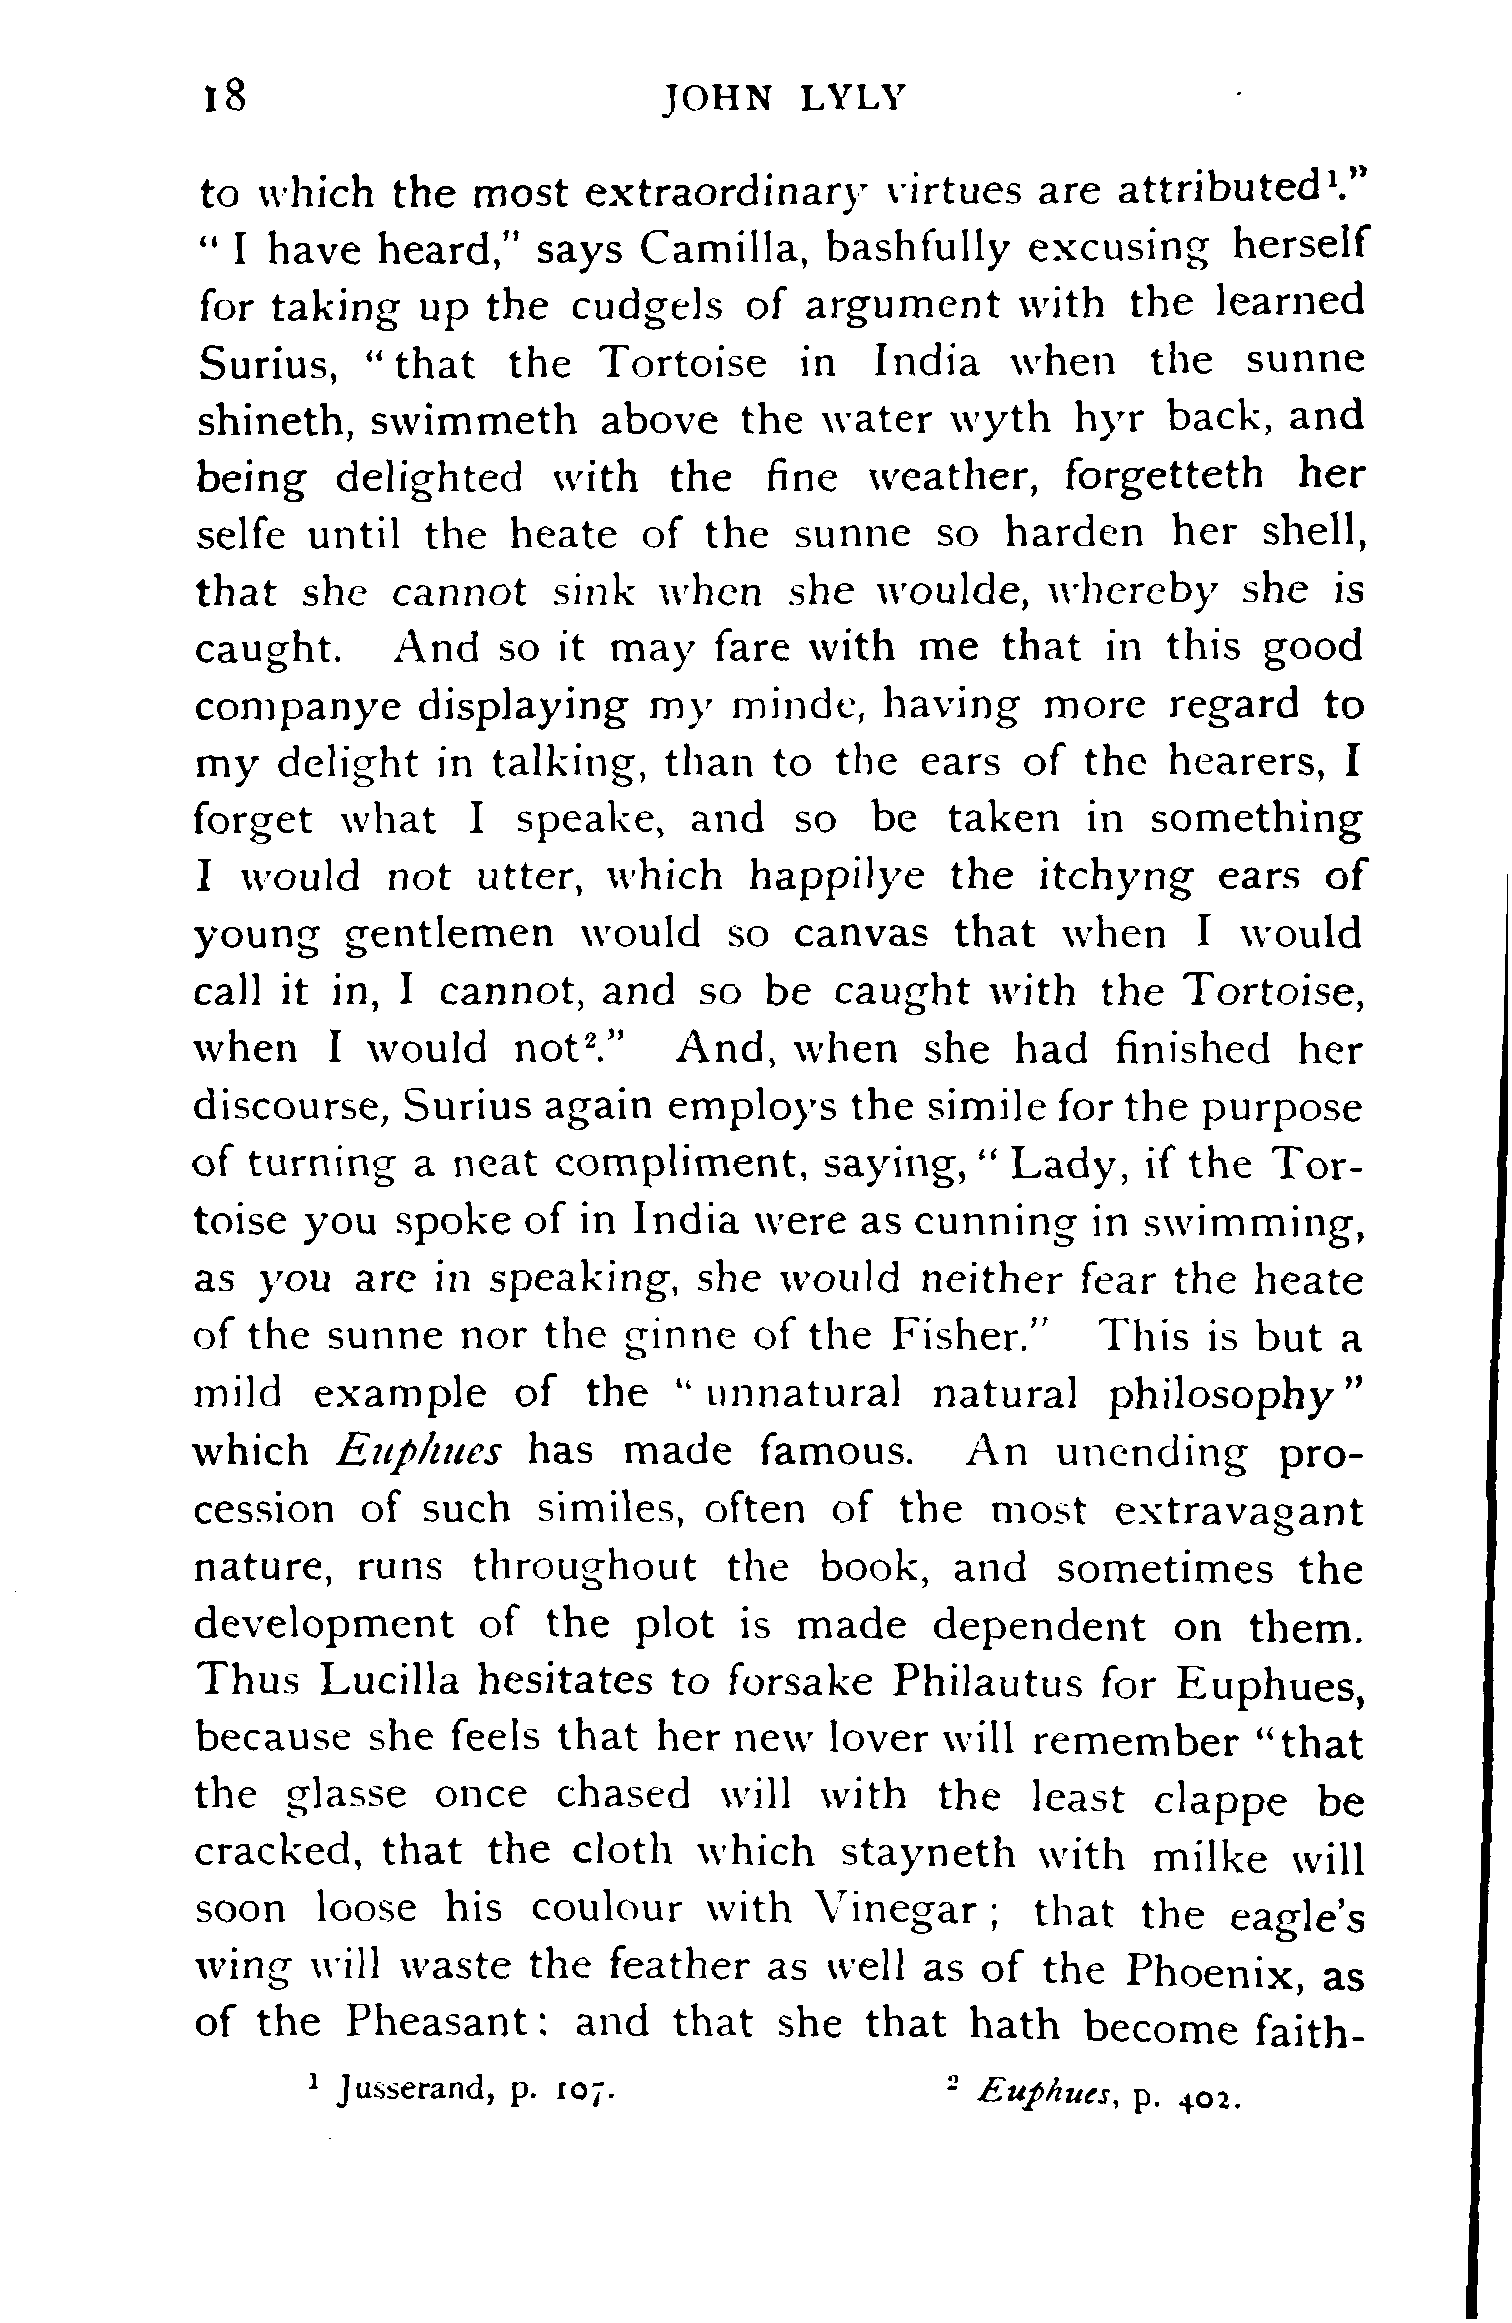 18 JOHN LYLY
to which the most extraordinary virtues are attributed¹."
"I have heard," says Camilla, bashfully excusing herself
for taking up the cudgels of argument with the learned
Surius, "that the Tortoise in India when the sunne
shineth, swimmeth above the water wyth hyr back, and
being delighted with the fine weather, forgetteth her
selfe until the heate of the sunne so harden her shell,
that she cannot sink when she woulde, whereby she is
caught. And so it may fare with me that in this good
companye displaying my minde, having more regard to
my delight in talking, than to the ears of the hearers, I
forget what I speake, and so be taken in something
I would not utter, which happilye the itchyng ears of
young gentlemen would so canvas that when I would
call it in, I cannot, and so be caught with the Tortoise,
when I would not²." And, when she had finished her
discourse, Surius again employs the simile for the purpose
of turning a neat compliment, saying, "Lady, if the Tor-
toise you spoke of in India were as cunning in swimming,
as you are in speaking, she would neither fear the heate
of the sunne nor the ginne of the Fisher." This is but a
mild example of the "unnatural natural philosophy"
which Euphues has made famous. An unending pro-
cession of such similes, often of the most extravagant
nature, runs throughout the book, and sometimes the
development of the plot is made dependent on them.
Thus Lucilla hesitates to forsake Philautus for Euphues,
because she feels that her new lover will remember "that
the glasse once chased will with the least clappe be
cracked, that the cloth which stayneth with milke will
soon loose his coulour with Vinegar; that the eagle's
wing will waste the feather as well as of the Phoenix, as
of the Pheasant: and that she that hath become faith-
¹ Jusserand, p. 107. ² Euphues, p. 402.